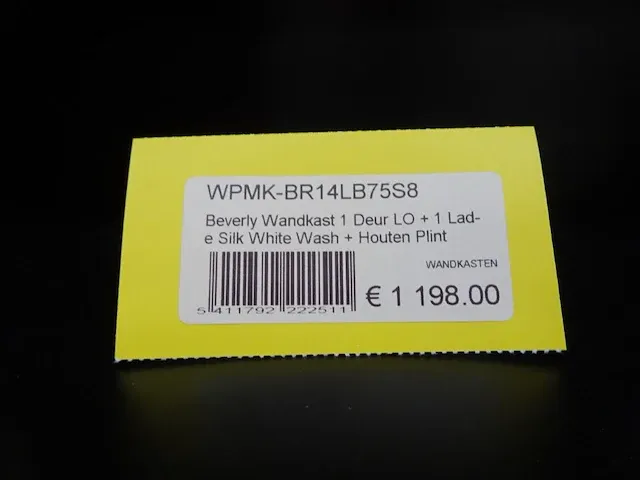 WPMK-BR14LB75S8
Beverly Wandkast 1 Deur LO + 1 Lad-
e Silk White Wash + Houten Plint
WANDKASTEN
5 411792 222511
€ 1 198.00